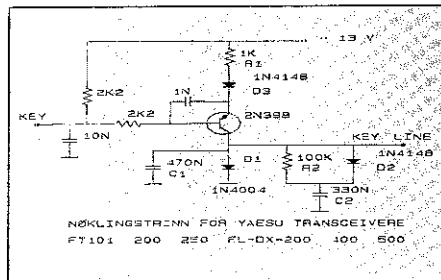 - 13 V
1K
R1
1N4148
D3
2K2
1N
2K2
KEY
10N
KEY LINE
1N4148
470N
C1
D1
1N4004
100K
R2
D2
330N
C2
NØKLINGSTRINN FOR YAESU TRANSCEIVERE
FT101 200 250 FL-DX-200 400 500